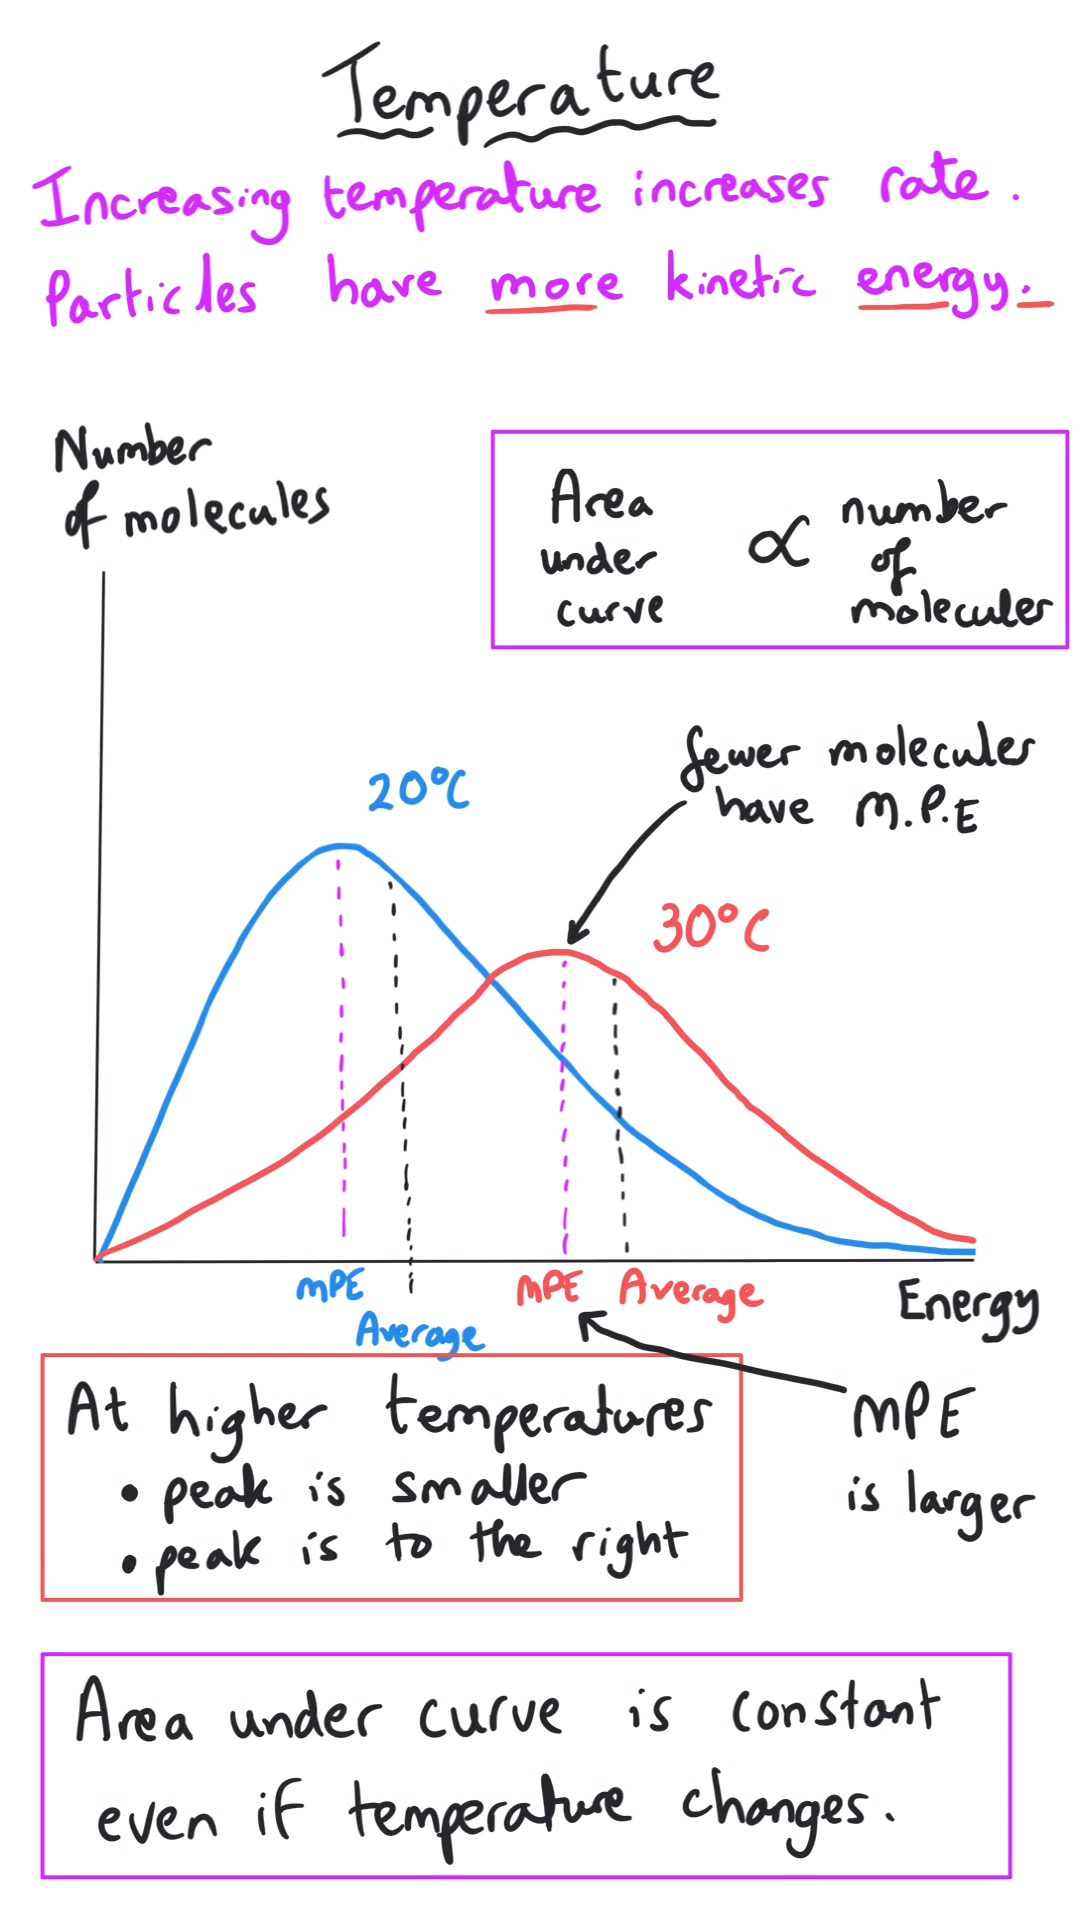 Temperature
Increasing temperature increases rate.
Particles have more kinetic energy.
Number
of molecules
Area
under
curve
∝
number
of
molecules
fewer molecules
have M.P.E
20°C
30°C
MPE
Average
MPE
Average
Energy
MPE
is larger
At higher temperatures
• peak is smaller
• peak is to the right
Area under curve is constant
even if temperature changes.